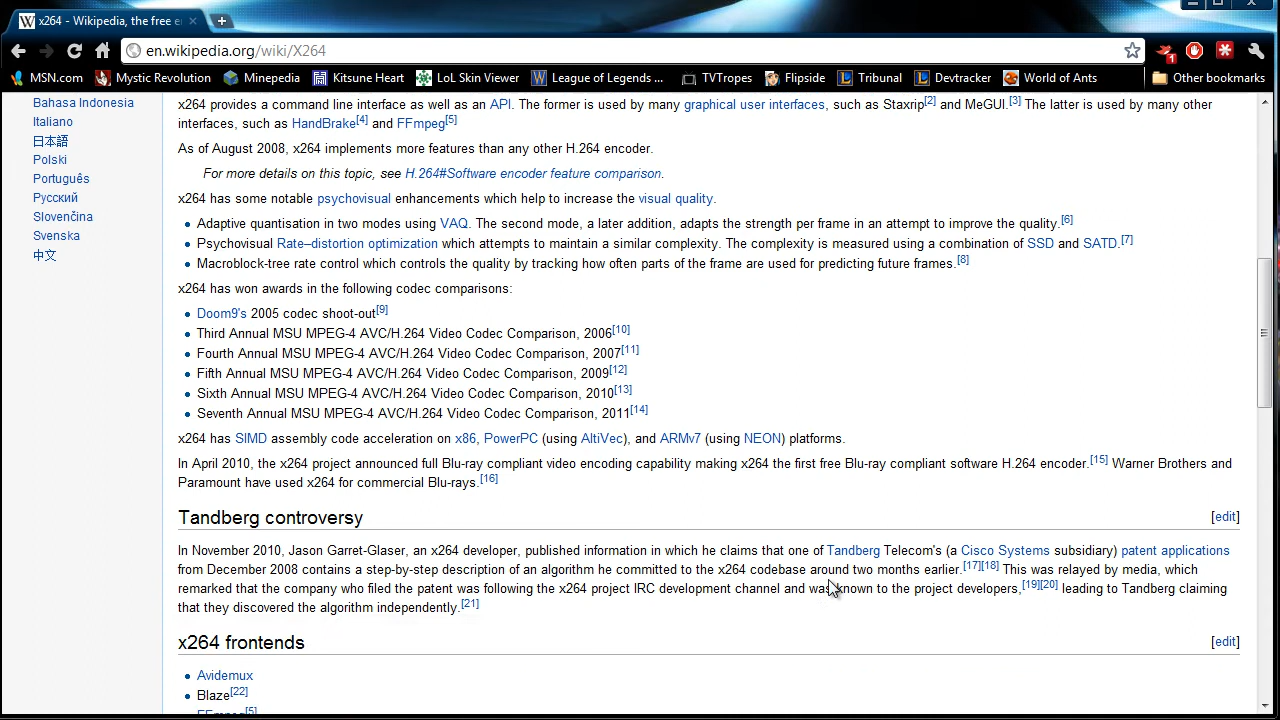 x264 - Wikipedia, the free e
en.wikipedia.org/wiki/X264
1
MSN.com Mystic Revolution Minepedia Kitsune Heart LoL Skin Viewer League of Legends ... TVTropes Flipside Tribunal Devtracker World of Ants Other bookmarks
Bahasa Indonesia
Italiano
日本語
Polski
Português
Русский
Slovenčina
Svenska
中文
x264 provides a command line interface as well as an API. The former is used by many graphical user interfaces, such as Staxrip[2] and MeGUI.[3] The latter is used by many other
interfaces, such as HandBrake[4] and FFmpeg[5]
As of August 2008, x264 implements more features than any other H.264 encoder.
For more details on this topic, see H.264#Software encoder feature comparison.
x264 has some notable psychovisual enhancements which help to increase the visual quality.
Adaptive quantisation in two modes using VAQ. The second mode, a later addition, adapts the strength per frame in an attempt to improve the quality.[6]
Psychovisual Rate–distortion optimization which attempts to maintain a similar complexity. The complexity is measured using a combination of SSD and SATD.[7]
Macroblock-tree rate control which controls the quality by tracking how often parts of the frame are used for predicting future frames.[8]
x264 has won awards in the following codec comparisons:
Doom9's 2005 codec shoot-out[9]
Third Annual MSU MPEG-4 AVC/H.264 Video Codec Comparison, 2006[10]
Fourth Annual MSU MPEG-4 AVC/H.264 Video Codec Comparison, 2007[11]
Fifth Annual MSU MPEG-4 AVC/H.264 Video Codec Comparison, 2009[12]
Sixth Annual MSU MPEG-4 AVC/H.264 Video Codec Comparison, 2010[13]
Seventh Annual MSU MPEG-4 AVC/H.264 Video Codec Comparison, 2011[14]
x264 has SIMD assembly code acceleration on x86, PowerPC (using AltiVec), and ARMv7 (using NEON) platforms.
In April 2010, the x264 project announced full Blu-ray compliant video encoding capability making x264 the first free Blu-ray compliant software H.264 encoder.[15] Warner Brothers and
Paramount have used x264 for commercial Blu-rays.[16]
Tandberg controversy [edit]
In November 2010, Jason Garret-Glaser, an x264 developer, published information in which he claims that one of Tandberg Telecom's (a Cisco Systems subsidiary) patent applications
from December 2008 contains a step-by-step description of an algorithm he committed to the x264 codebase around two months earlier.[17][18] This was relayed by media, which
remarked that the company who filed the patent was following the x264 project IRC development channel and was known to the project developers,[19][20] leading to Tandberg claiming
that they discovered the algorithm independently.[21]
x264 frontends [edit]
Avidemux
Blaze[22]
FFmpeg[5]